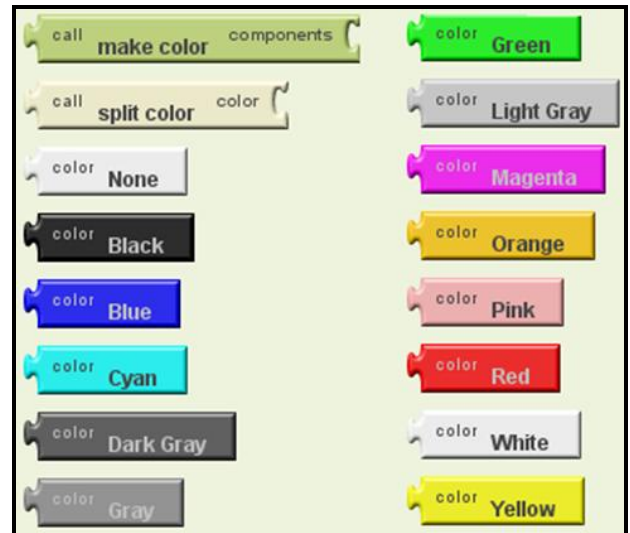 call make color components
call split color color
color None
color Black
color Blue
color Cyan
color Dark Gray
color Gray
color Green
color Light Gray
color Magenta
color Orange
color Pink
color Red
color White
color Yellow